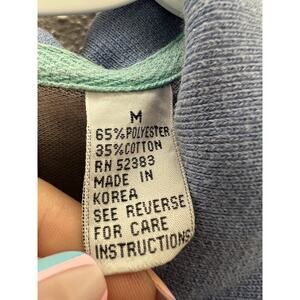 M
65% POLYESTER
35% COTTON
RN 52383
MADE IN
KOREA
SEE REVERSE
FOR CARE
INSTRUCTIONS